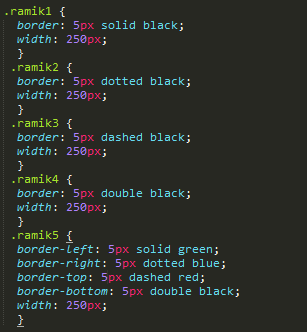 .ramik1 {
border: 5px solid black;
width: 250px;
}
.ramik2 {
border: 5px dotted black;
width: 250px;
}
.ramik3 {
border: 5px dashed black;
width: 250px;
}
.ramik4 {
border: 5px double black;
width: 250px;
}
.ramik5 {
border-left: 5px solid green;
border-right: 5px dotted blue;
border-top: 5px dashed red;
border-bottom: 5px double black;
width: 250px;
}